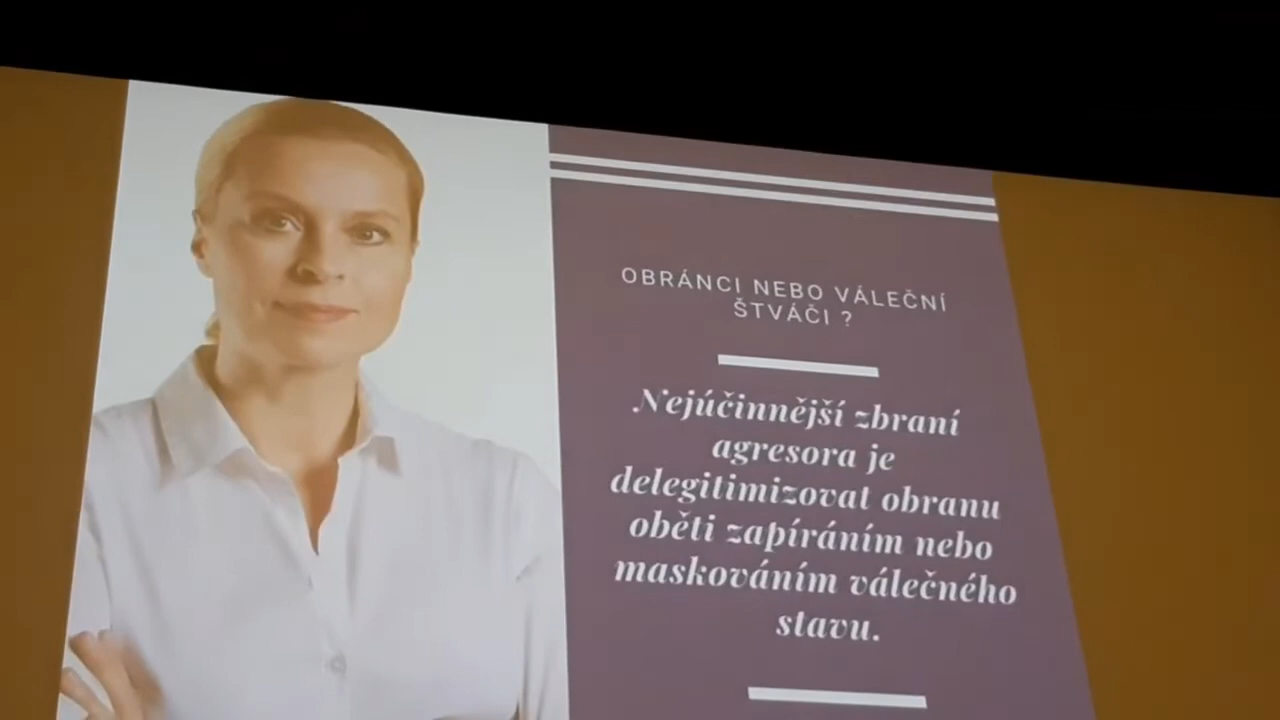 OBRÁNCI NEBO VÁLEČNÍ
ŠTVÁČI ?
Nejúčinnější zbraní
agresora je
delegitimizovat obranu
oběti zapíráním nebo
maskováním válečného
stavu.